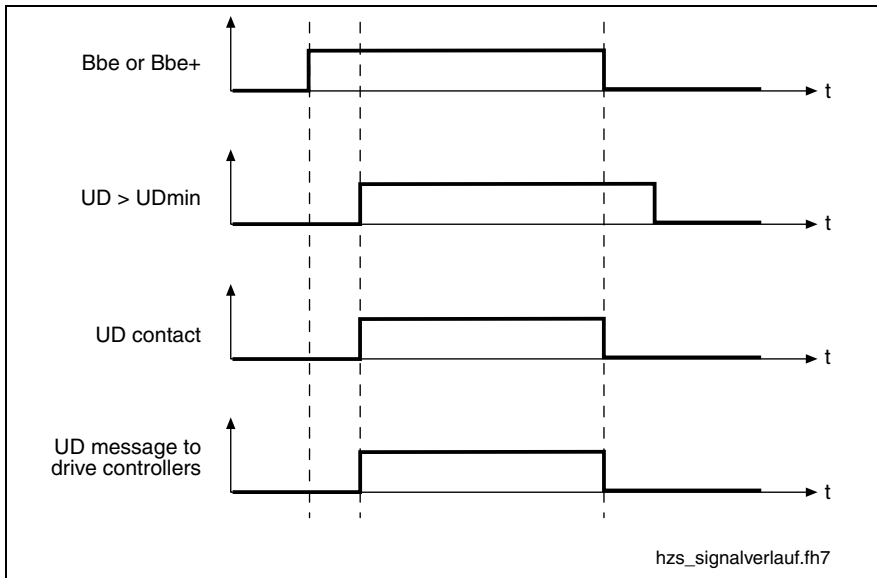 Bbe or Bbe+
t
UD > UDmin
t
UD contact
t
UD message to
drive controllers
t
hzs_signalverlauf.fh7